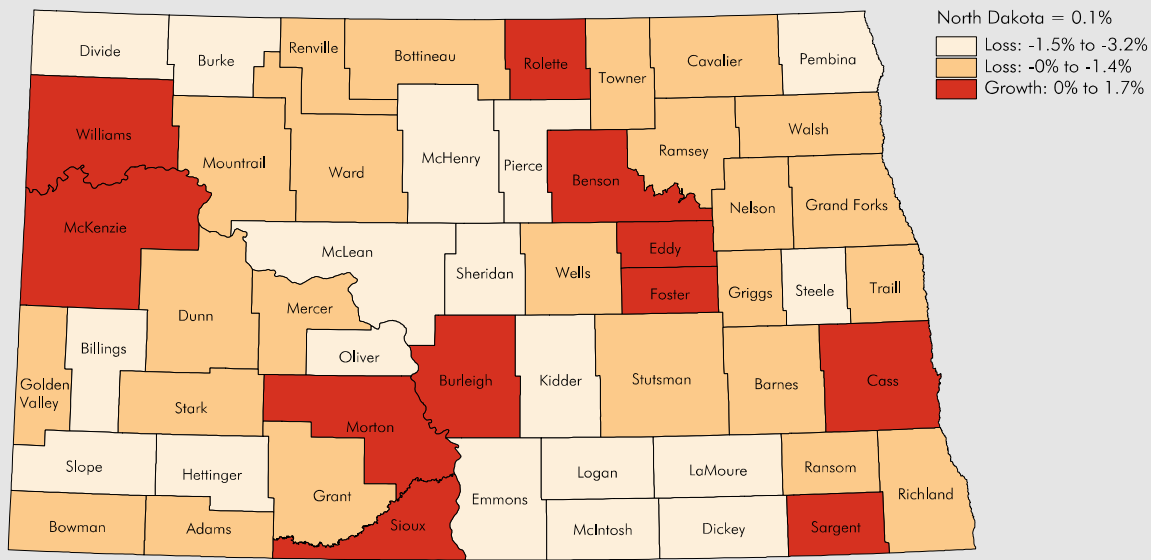 North Dakota = 0.1%
Loss: -1.5% to -3.2%
Loss: -0% to -1.4%
Growth: 0% to 1.7%
Divide
Burke
Renville
Bottineau
Rolette
Towner
Cavalier
Pembina
Williams
Mountrail
Ward
McHenry
Pierce
Benson
Ramsey
Walsh
McKenzie
Nelson
Grand Forks
McLean
Sheridan
Wells
Eddy
Foster
Griggs
Steele
Traill
Dunn
Mercer
Oliver
Billings
Golden
Valley
Stark
Burleigh
Kidder
Stutsman
Barnes
Cass
Morton
Slope
Hettinger
Grant
Emmons
Logan
LaMoure
Ransom
Richland
Bowman
Adams
Sioux
McIntosh
Dickey
Sargent